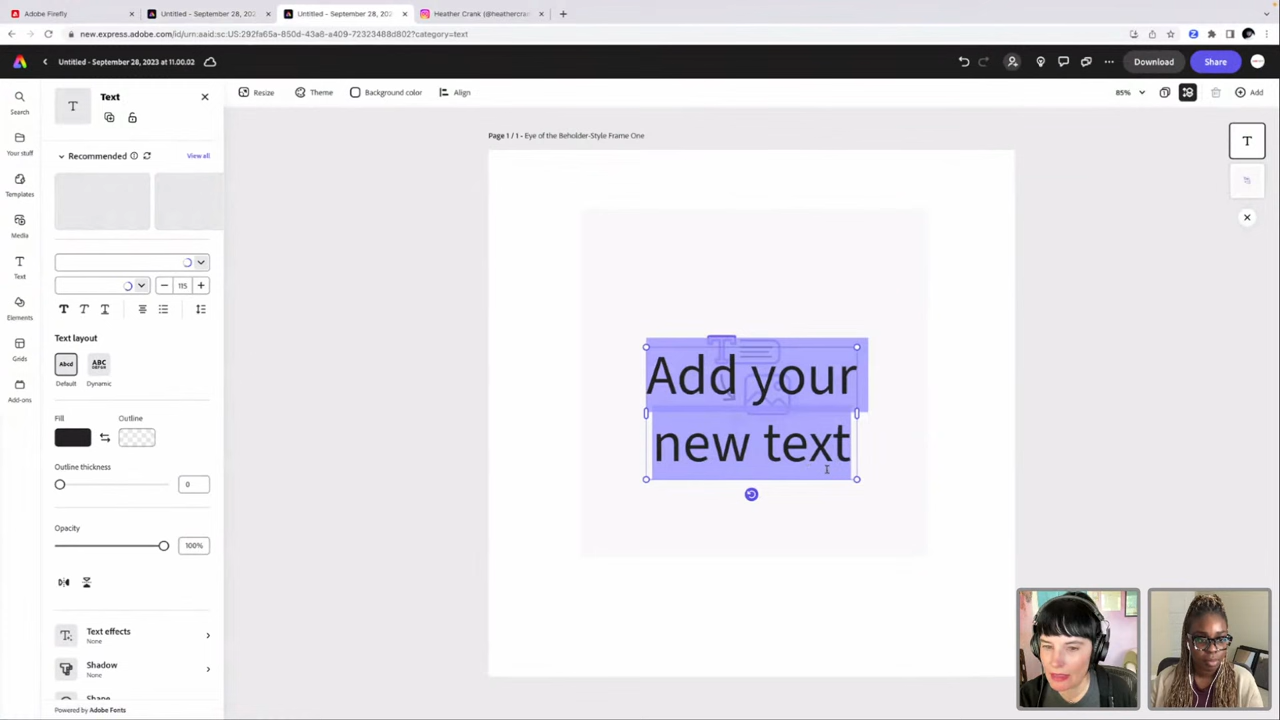 Adobe Firefly
Untitled - September 28, 202
Untitled - September 28, 202
Heather Crank (@heathercran
new.express.adobe.com/id/urn:aaid:sc:US:292fa65a-850d-43a8-a409-72323488d802?category=text
Untitled - September 28, 2023 at 11.00.02
Download
Share
Search
Your stuff
Templates
Media
Text
Elements
Grids
Add-ons
Text
Recommended
View all
115
Text layout
Abcd
ABC
DEFGH
Default
Dynamic
Fill
Outline
Outline thickness
0
Opacity
100%
Text effects
None
Shadow
None
Shape
Powered by Adobe Fonts
Resize
Theme
Background color
Align
85%
Add
Page 1 / 1 - Eye of the Beholder-Style Frame One
Add your
new text